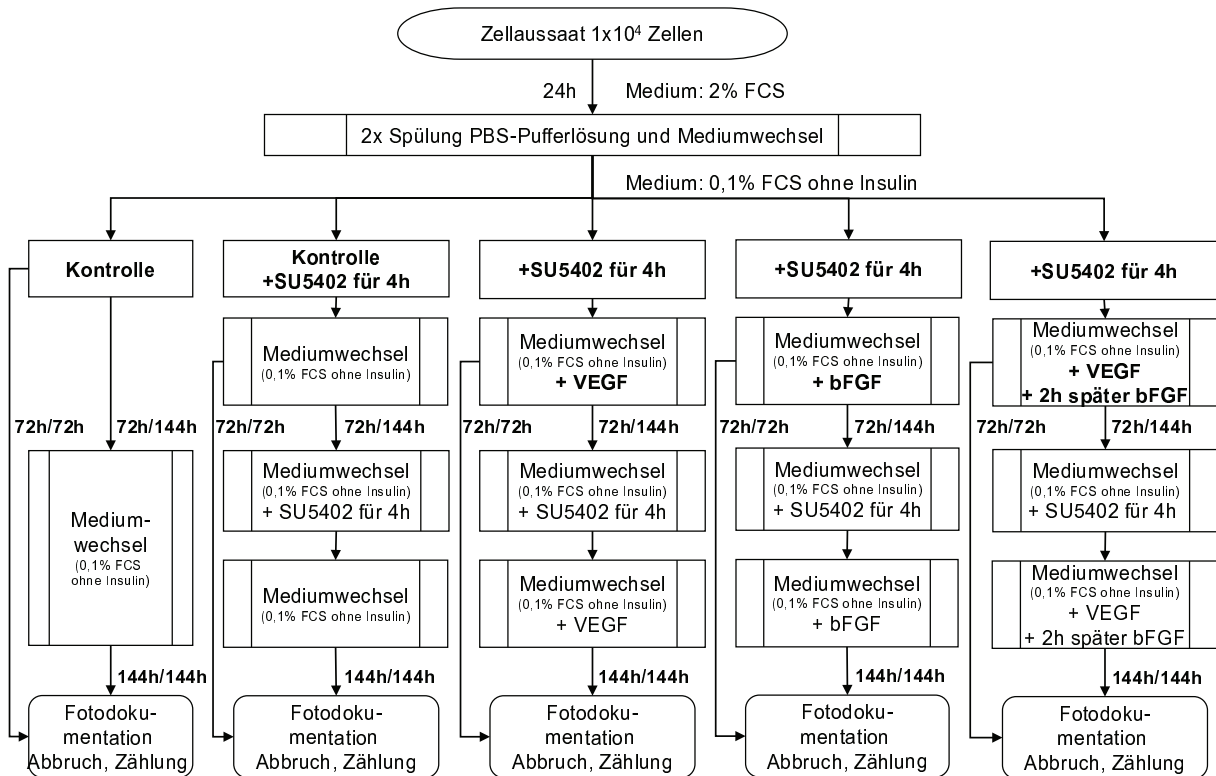 Zellaussaat 1x10⁴ Zellen
24h
Medium: 2% FCS
2x Spülung PBS-Pufferlösung und Mediumwechsel
Medium: 0,1% FCS ohne Insulin
Kontrolle
72h/72h
72h/144h
Medium-
wechsel
(0,1% FCS
ohne Insulin)
144h/144h
Fotodoku-
mentation
Abbruch, Zählung
Kontrolle
+SU5402 für 4h
Mediumwechsel
(0,1% FCS ohne Insulin)
72h/72h
72h/144h
Mediumwechsel
(0,1% FCS ohne Insulin)
+ SU5402 für 4h
Mediumwechsel
(0,1% FCS ohne Insulin)
144h/144h
Fotodoku-
mentation
Abbruch, Zählung
+SU5402 für 4h
Mediumwechsel
(0,1% FCS ohne Insulin)
+ VEGF
72h/72h
72h/144h
Mediumwechsel
(0,1% FCS ohne Insulin)
+ SU5402 für 4h
Mediumwechsel
(0,1% FCS ohne Insulin)
+ VEGF
144h/144h
Fotodoku-
mentation
Abbruch, Zählung
+SU5402 für 4h
Mediumwechsel
(0,1% FCS ohne Insulin)
+ bFGF
72h/72h
72h/144h
Mediumwechsel
(0,1% FCS ohne Insulin)
+ SU5402 für 4h
Mediumwechsel
(0,1% FCS ohne Insulin)
+ bFGF
144h/144h
Fotodoku-
mentation
Abbruch, Zählung
+SU5402 für 4h
Mediumwechsel
(0,1% FCS ohne Insulin)
+ VEGF
+ 2h später bFGF
72h/72h
72h/144h
Mediumwechsel
(0,1% FCS ohne Insulin)
+ SU5402 für 4h
Mediumwechsel
(0,1% FCS ohne Insulin)
+ VEGF
+ 2h später bFGF
144h/144h
Fotodoku-
mentation
Abbruch, Zählung